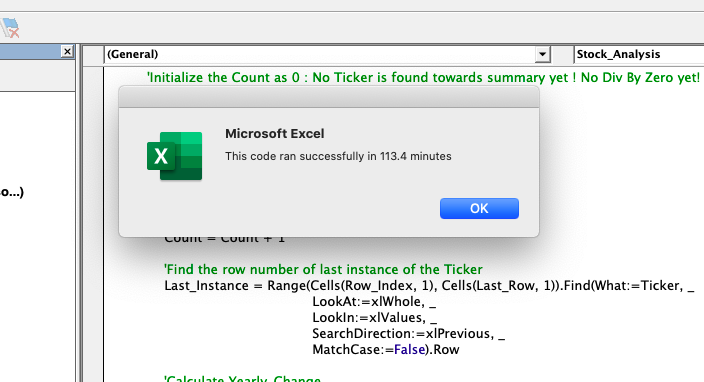 (General)
Stock_Analysis
'Initialize the Count as 0 : No Ticker is found towards summary yet ! No Div By Zero yet!
Microsoft Excel
X
This code ran successfully in 113.4 minutes
so...)
OK
Count = Count + 1
'Find the row number of last instance of the Ticker
Last_Instance = Range(Cells(Row_Index, 1), Cells(Last_Row, 1)).Find(What:=Ticker, _
LookAt:=xlWhole, _
LookIn:=xlValues, _
SearchDirection:=xlPrevious, _
MatchCase:=False).Row
'Calculate Yearly Change